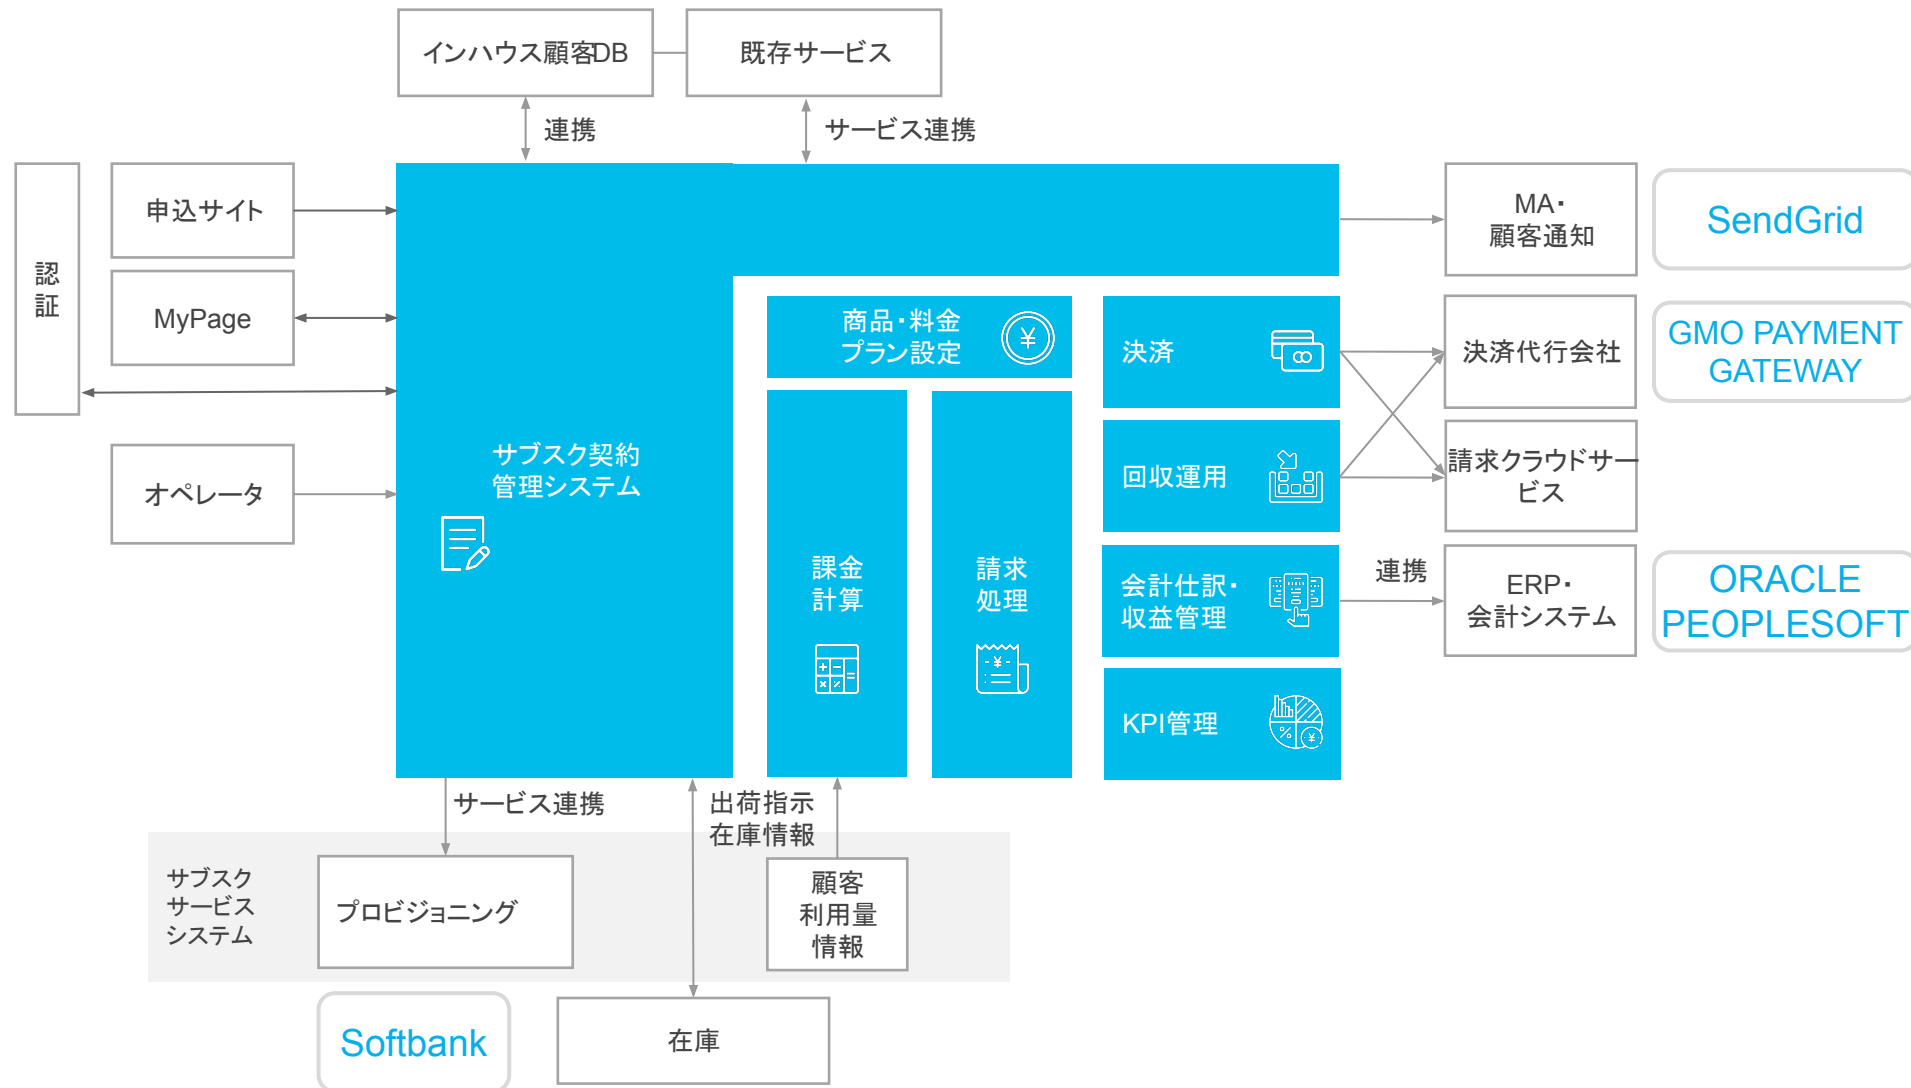 インハウス顧客DB
既存サービス
連携
サービス連携
認
証
申込サイト
MyPage
オペレータ
サブスク契約
管理システム
商品・料金
プラン設定
課金
計算
請求
処理
決済
回収運用
会計仕訳・
収益管理
KPI管理
MA・
顧客通知
SendGrid
決済代行会社
GMO PAYMENT
GATEWAY
請求クラウドサー
ビス
連携
ERP・
会計システム
ORACLE
PEOPLESOFT
サービス連携
出荷指示
在庫情報
サブスク
サービス
システム
プロビジョニング
顧客
利用量
情報
Softbank
在庫